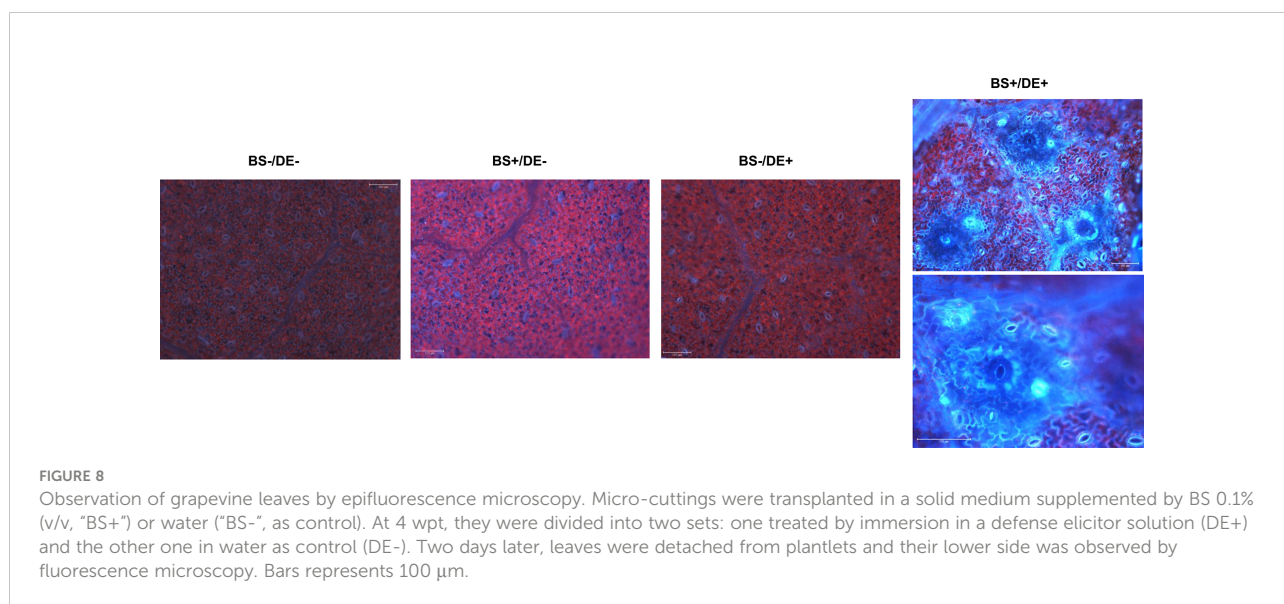 BS+/DE+
BS-/DE-
BS+/DE-
BS-/DE+
FIGURE 8
Observation of grapevine leaves by epifluorescence microscopy. Micro-cuttings were transplanted in a solid medium supplemented by BS 0.1%
(v/v, “BS+”) or water (“BS-”, as control). At 4 wpt, they were divided into two sets: one treated by immersion in a defense elicitor solution (DE+)
and the other one in water as control (DE-). Two days later, leaves were detached from plantlets and their lower side was observed by
fluorescence microscopy. Bars represents 100 μm.